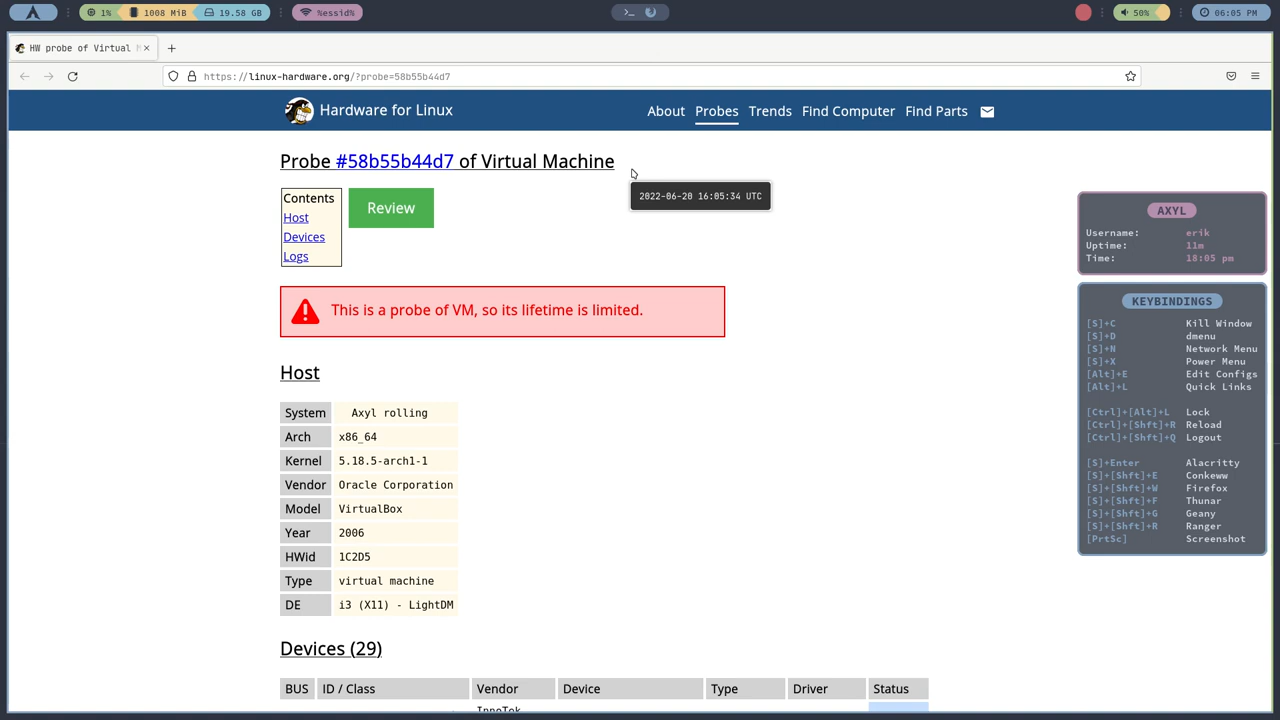 1% 1008 MiB 19.58 GB %essid% >_ 50% 06:05 PM
HW probe of Virtual M × +
https://linux-hardware.org/?probe=58b55b44d7
Hardware for Linux About Probes Trends Find Computer Find Parts
Probe #58b55b44d7 of Virtual Machine
2022-06-20 16:05:34 UTC
Contents
Host
Devices
Logs
Review
This is a probe of VM, so its lifetime is limited.
Host
System Axyl rolling
Arch x86_64
Kernel 5.18.5-arch1-1
Vendor Oracle Corporation
Model VirtualBox
Year 2006
HWid 1C2D5
Type virtual machine
DE i3 (X11) - LightDM
Devices (29)
BUS ID / Class Vendor Device Type Driver Status
InnoTek
AXYL
Username: erik
Uptime: 11m
Time: 18:05 pm
KEYBINDINGS
[S]+C Kill Window
[S]+D dmenu
[S]+N Network Menu
[S]+X Power Menu
[Alt]+E Edit Configs
[Alt]+L Quick Links
[Ctrl]+[Alt]+L Lock
[Ctrl]+[Shft]+R Reload
[Ctrl]+[Shft]+Q Logout
[S]+Enter Alacritty
[S]+[Shft]+E Conkeww
[S]+[Shft]+W Firefox
[S]+[Shft]+F Thunar
[S]+[Shft]+G Geany
[S]+[Shft]+R Ranger
[PrtSc] Screenshot